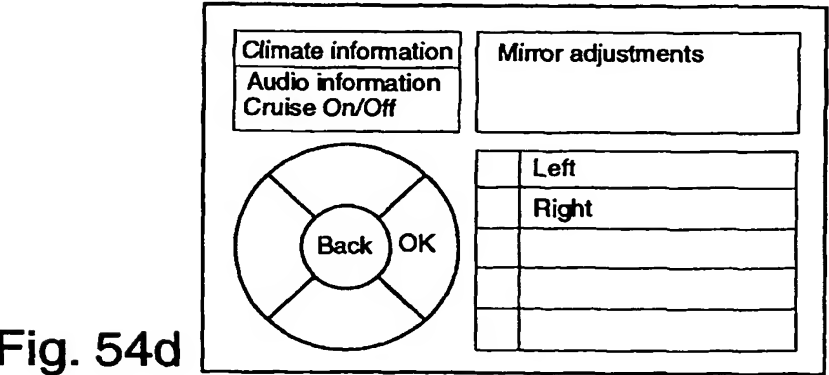 Climate information
Audio information
Cruise On/Off
Mirror adjustments
Left
Right
Back
OK
Fig. 54d